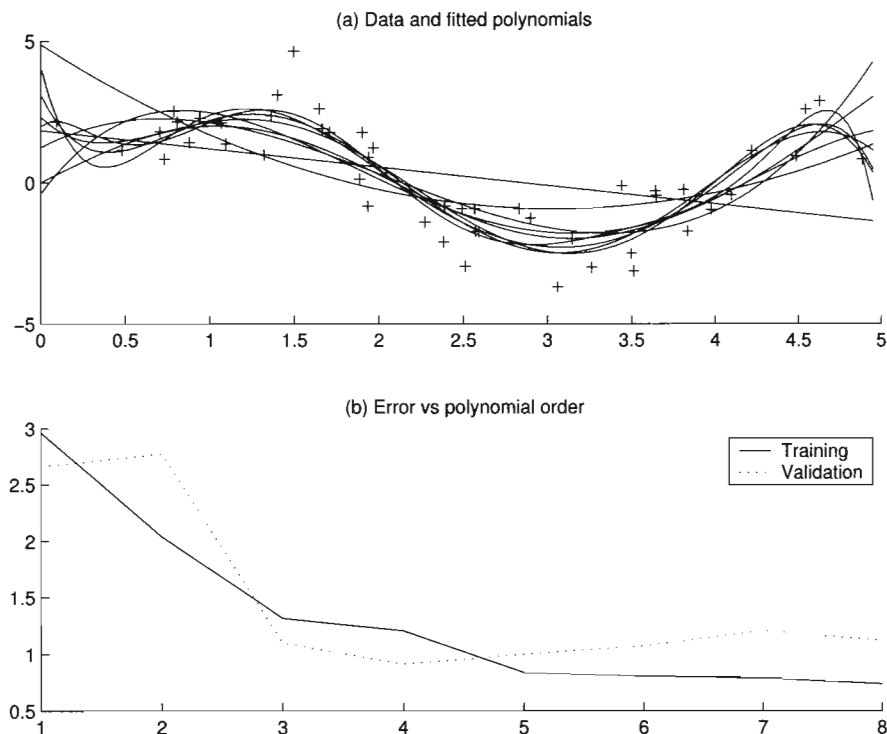 (a) Data and fitted polynomials
5
0
−5
0 0.5 1 1.5 2 2.5 3 3.5 4 4.5 5
(b) Error vs polynomial order
3
2.5
2
1.5
1
0.5
Training
Validation
1 2 3 4 5 6 7 8